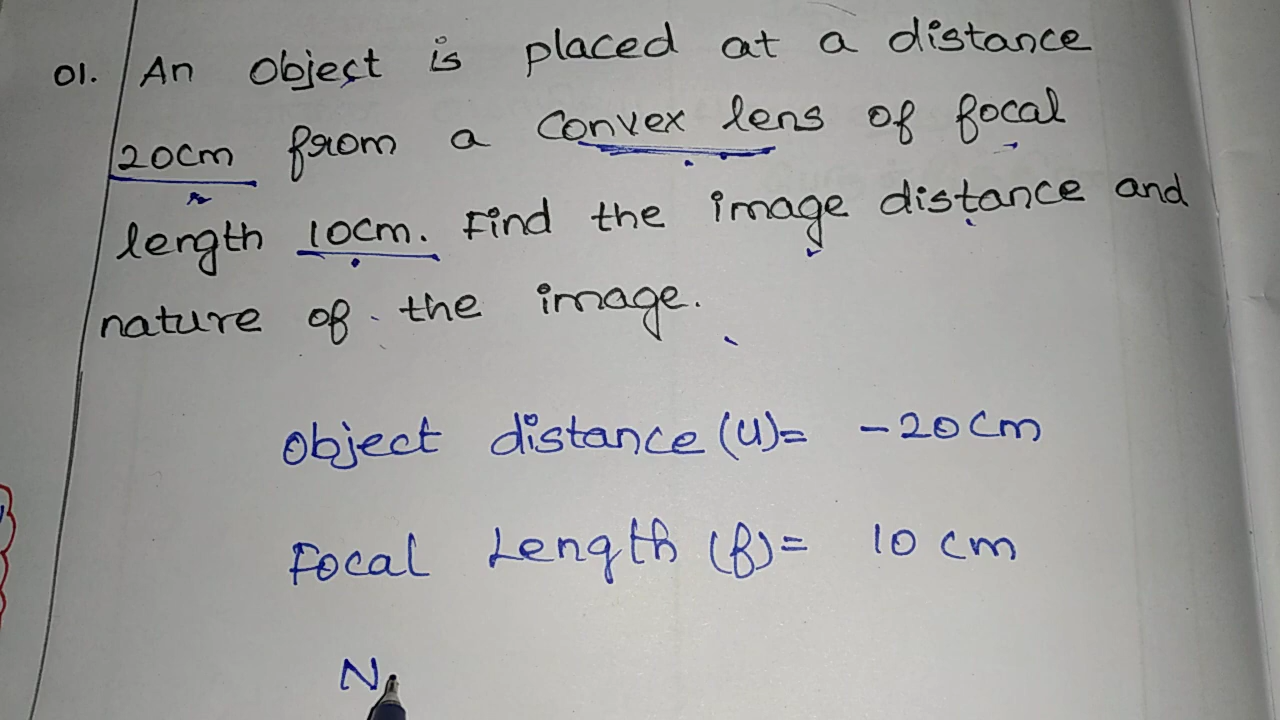 01. An object is placed at a distance
20cm from a convex lens of focal
length 10cm. Find the image distance and
nature of the image.
Object distance (u)= -20cm
Focal Length (f)= 10 cm
N